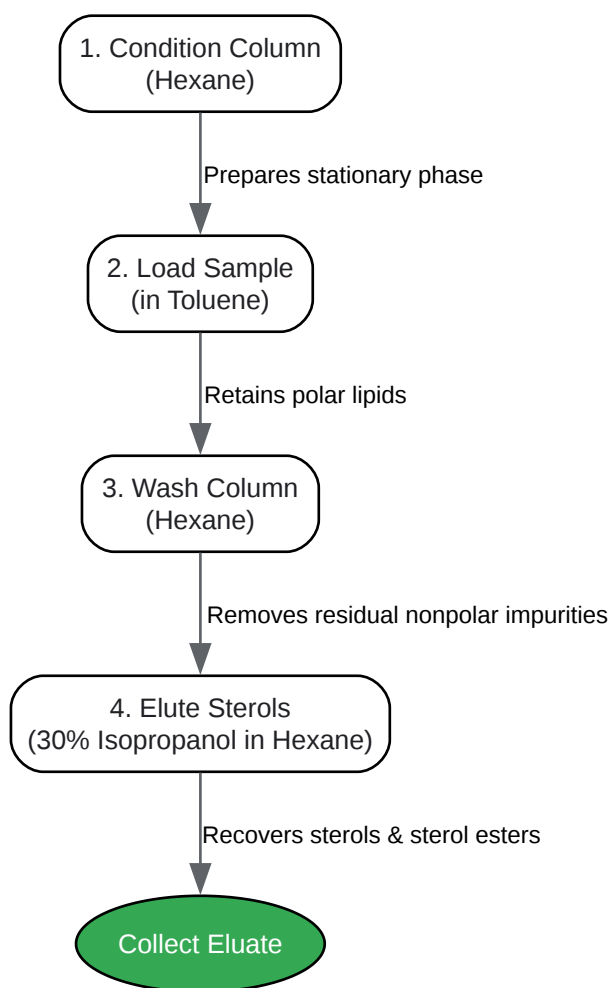 1. Condition Column
(Hexane)
Prepares stationary phase
2. Load Sample
(in Toluene)
Retains polar lipids
3. Wash Column
(Hexane)
Removes residual nonpolar impurities
4. Elute Sterols
(30% Isopropanol in Hexane)
Recovers sterols & sterol esters
Collect Eluate